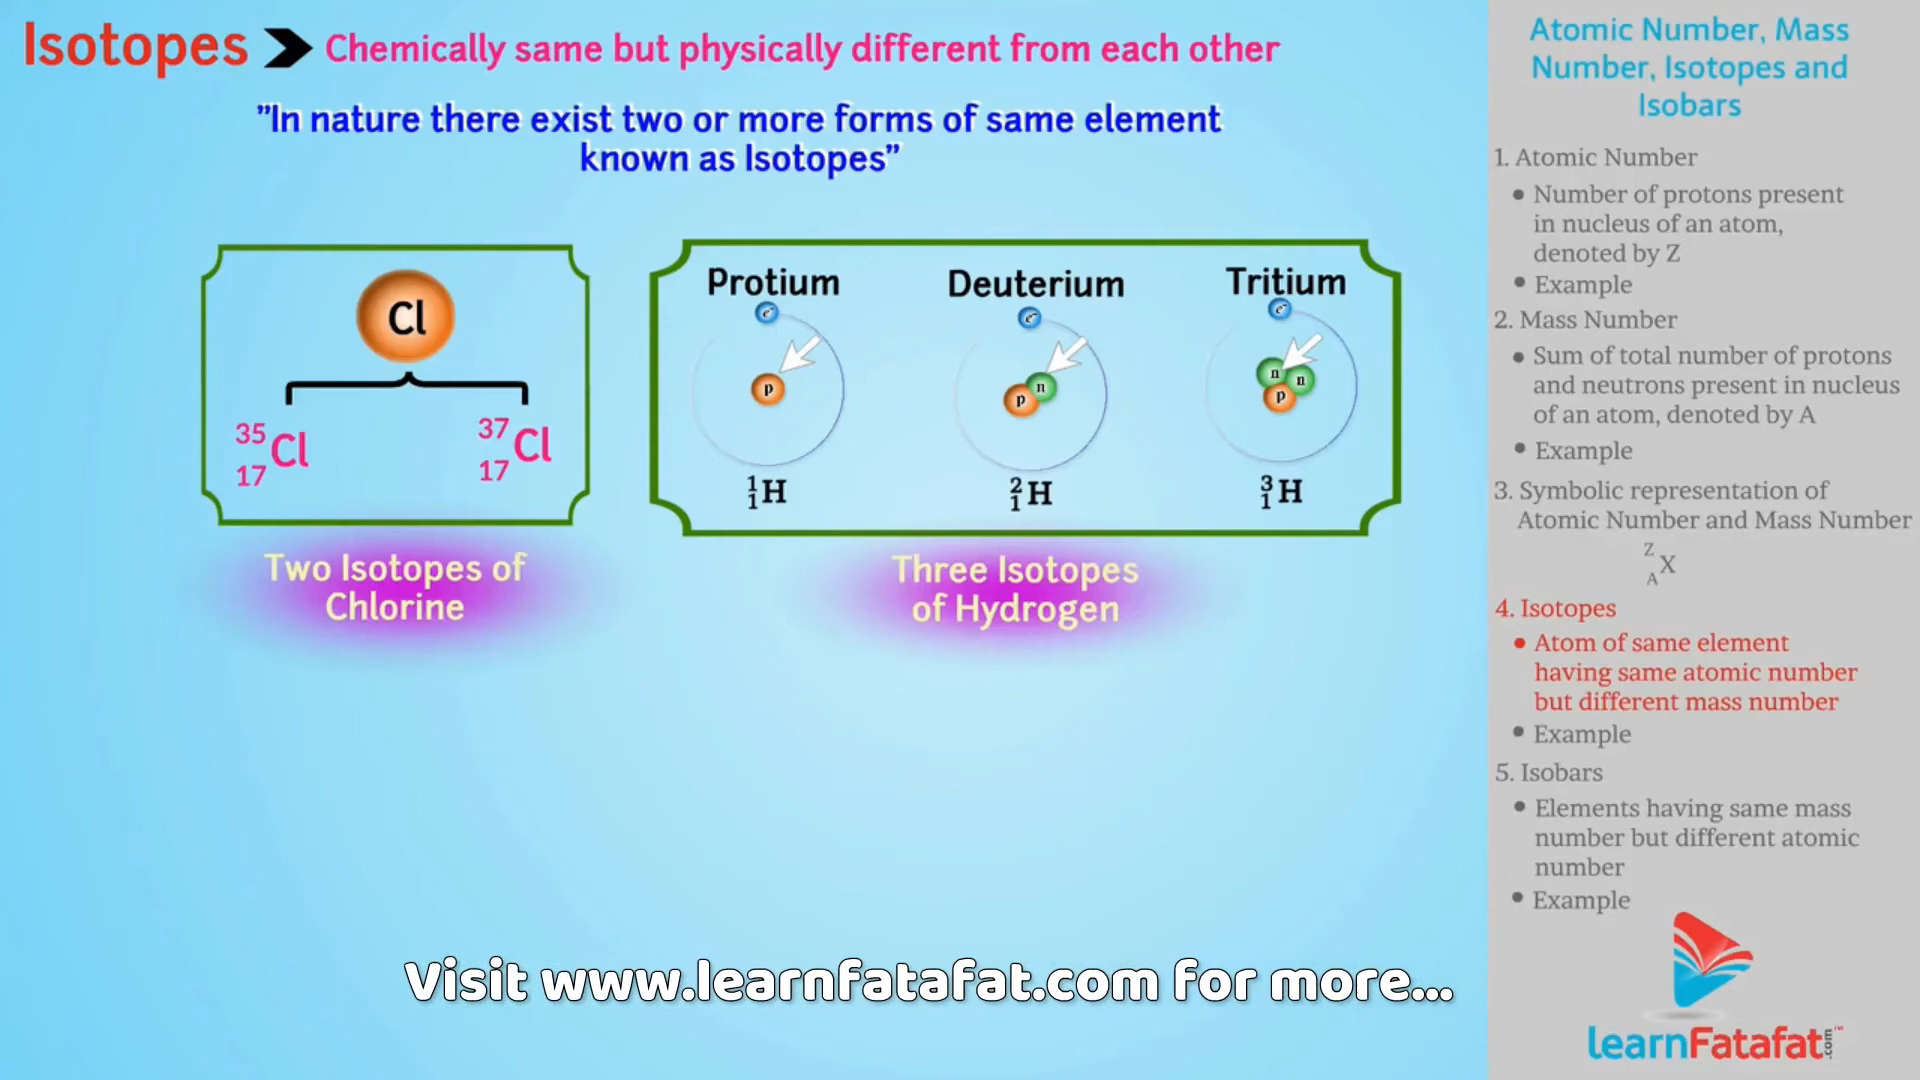 Isotopes
Chemically same but physically different from each other
"In nature there exist two or more forms of same element
known as Isotopes"
Cl
35
17 Cl
37
17 Cl
Two Isotopes of
Chlorine
Protium
Deuterium
Tritium
e⁻
e⁻
e⁻
p
p
n
n
n
p
1
1 H
2
1 H
3
1 H
Three Isotopes
of Hydrogen
Visit www.learnfatafat.com for more...
Atomic Number, Mass
Number, Isotopes and
Isobars
1. Atomic Number
• Number of protons present
in nucleus of an atom,
denoted by Z
• Example
2. Mass Number
• Sum of total number of protons
and neutrons present in nucleus
of an atom, denoted by A
• Example
3. Symbolic representation of
Atomic Number and Mass Number
Z
A X
4. Isotopes
• Atom of same element
having same atomic number
but different mass number
• Example
5. Isobars
• Elements having same mass
number but different atomic
number
• Example
learnFatafat.com™